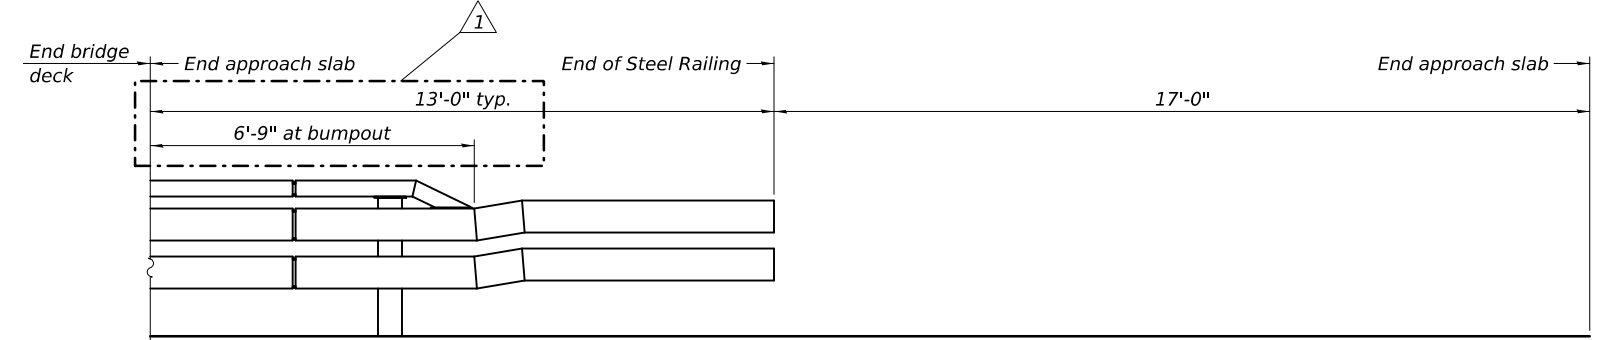 1
End bridge
deck
End approach slab
End of Steel Railing
End approach slab
13'-0" typ.
17'-0"
6'-9" at bumpout